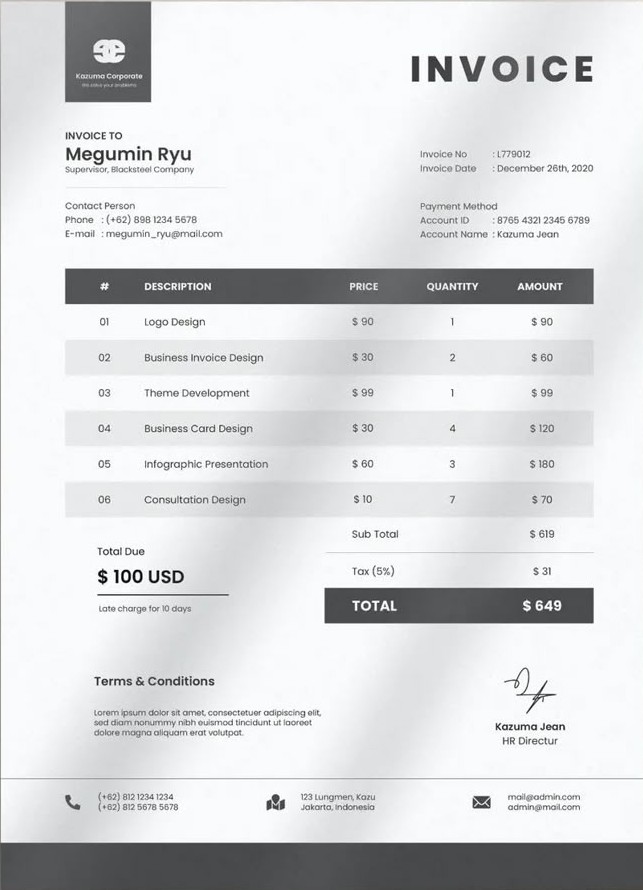 Kazuma Corporate
We solve your problems
INVOICE
INVOICE TO
Megumin Ryu
Supervisor, Blacksteel Company
Invoice No : L779012
Invoice Date : December 26th, 2020
Contact Person
Phone : (+62) 898 1234 5678
E-mail : megumin_ryu@mail.com
Payment Method
Account ID : 8765 4321 2345 6789
Account Name : Kazuma Jean
# DESCRIPTION PRICE QUANTITY AMOUNT
01 Logo Design $ 90 1 $ 90
02 Business Invoice Design $ 30 2 $ 60
03 Theme Development $ 99 1 $ 99
04 Business Card Design $ 30 4 $ 120
05 Infographic Presentation $ 60 3 $ 180
06 Consultation Design $ 10 7 $ 70
Sub Total $ 619
Tax (5%) $ 31
TOTAL $ 649
Total Due
$ 100 USD
Late charge for 10 days
Terms & Conditions
Lorem ipsum dolor sit amet, consectetuer adipiscing elit,
sed diam nonummy nibh euismod tincidunt ut laoreet
dolore magna aliquam erat volutpat.
Kazuma Jean
HR Directur
(+62) 812 1234 1234
(+62) 812 5678 5678
123 Lungmen, Kazu
Jakarta, Indonesia
mail@admin.com
admin@mail.com